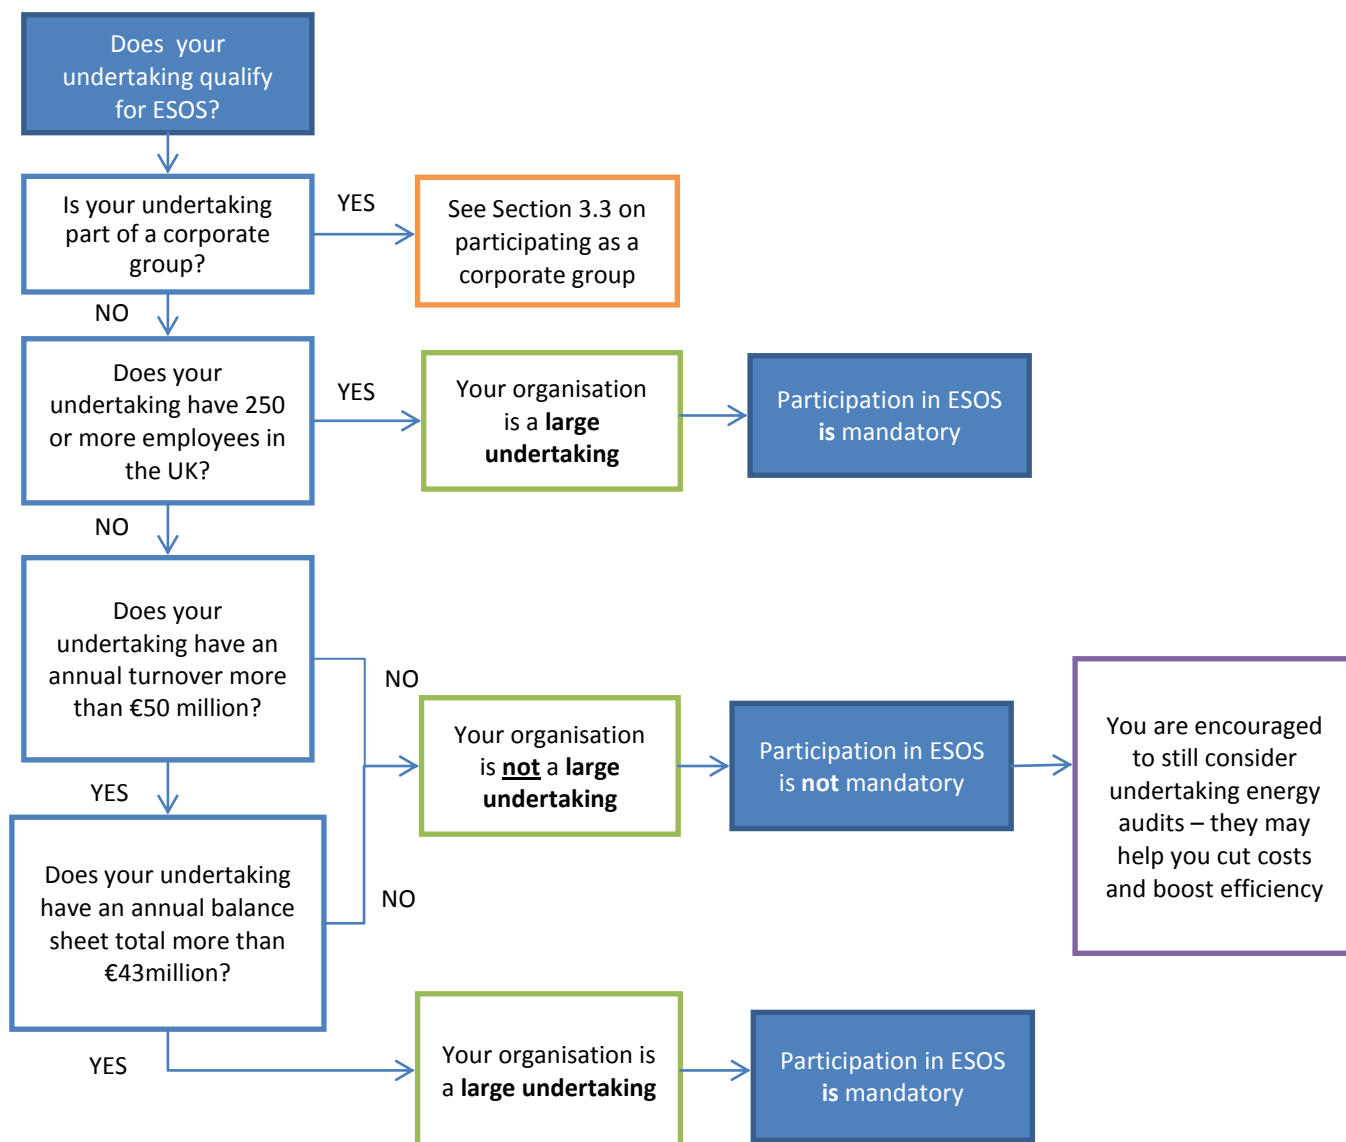 Does your
undertaking qualify
for ESOS?
Is your undertaking
part of a corporate
group?
YES
See Section 3.3 on
participating as a
corporate group
NO
Does your
undertaking have 250
or more employees in
the UK?
YES
Your organisation
is a large
undertaking
Participation in ESOS
is mandatory
NO
Does your
undertaking have an
annual turnover more
than €50 million?
NO
Your organisation
is not a large
undertaking
Participation in ESOS
is not mandatory
You are encouraged
to still consider
undertaking energy
audits – they may
help you cut costs
and boost efficiency
YES
Does your undertaking
have an annual balance
sheet total more than
€43million?
NO
YES
Your organisation is
a large undertaking
Participation in ESOS
is mandatory